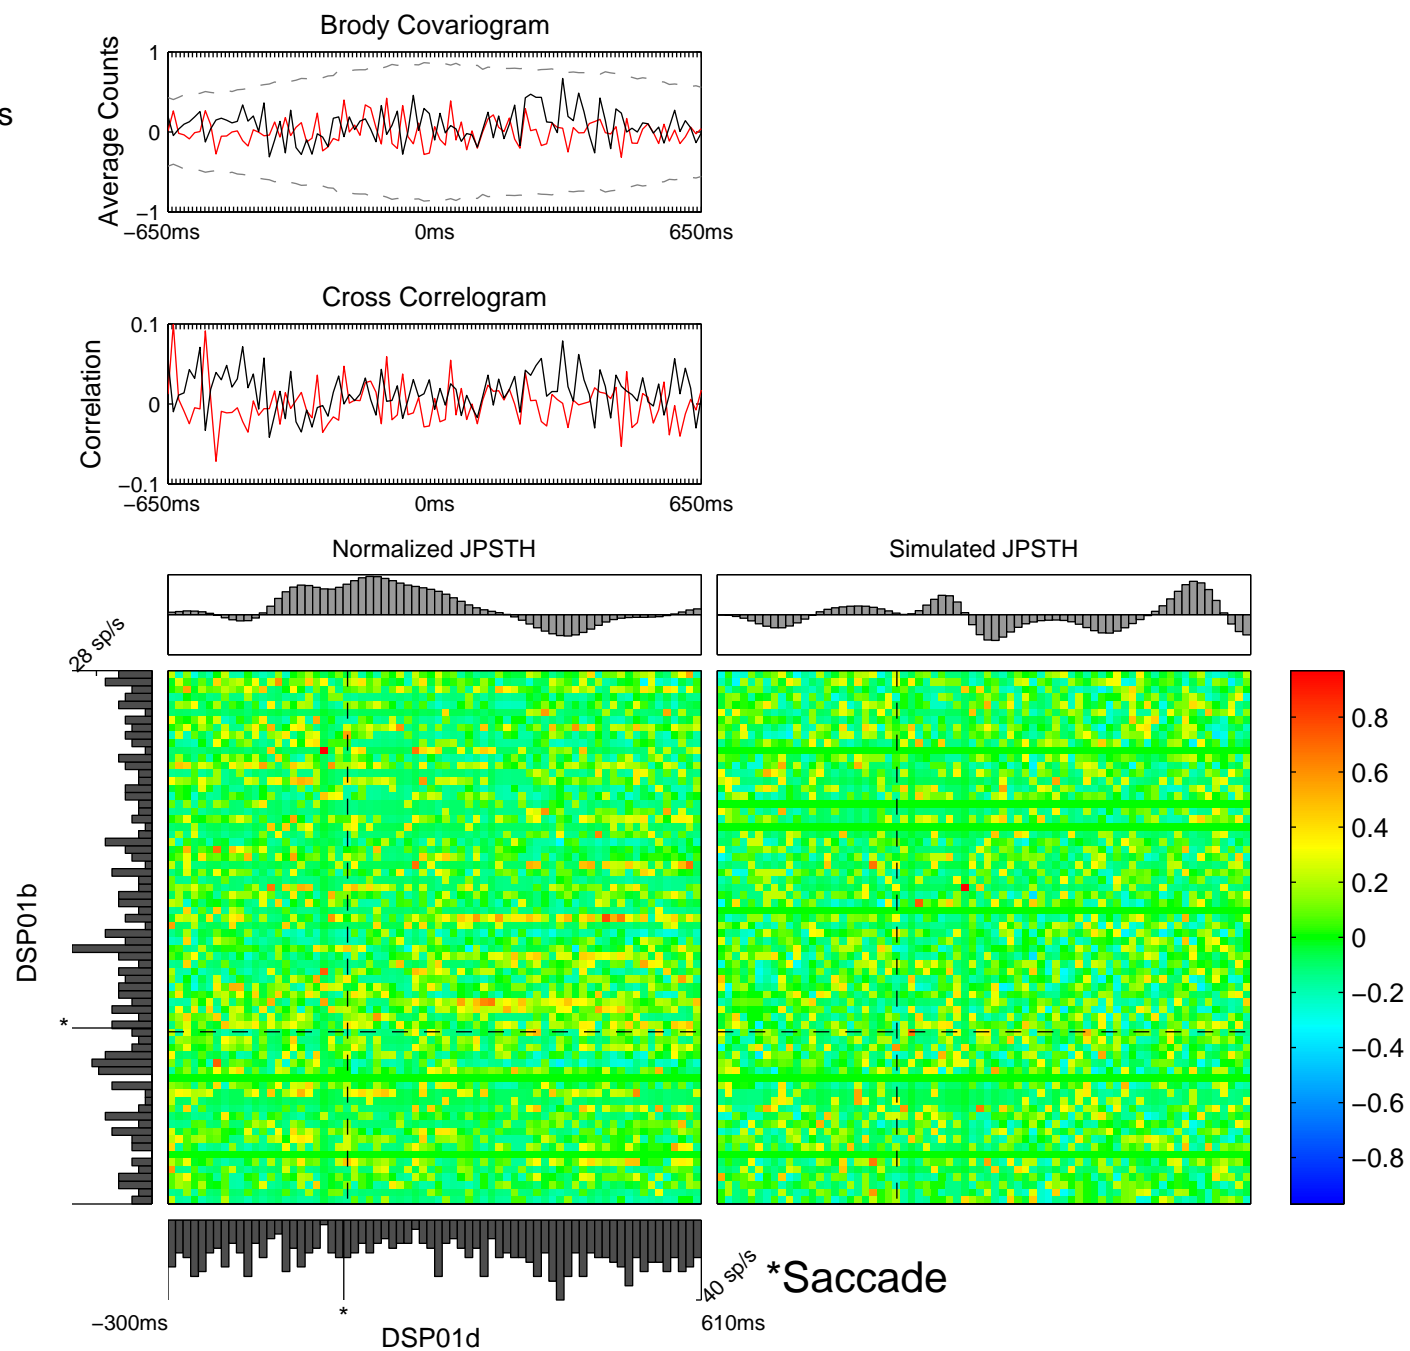 Brody Covariogram
s
Average Counts
1
0
−1
−650ms
0ms
650ms
Cross Correlogram
Correlation
0.1
0
−0.1
−650ms
0ms
650ms
Normalized JPSTH
Simulated JPSTH
28 sp/s
DSP01b
*
0.8
0.6
0.4
0.2
0
−0.2
−0.4
−0.6
−0.8
40 sp/s
*Saccade
*
−300ms
DSP01d
610ms